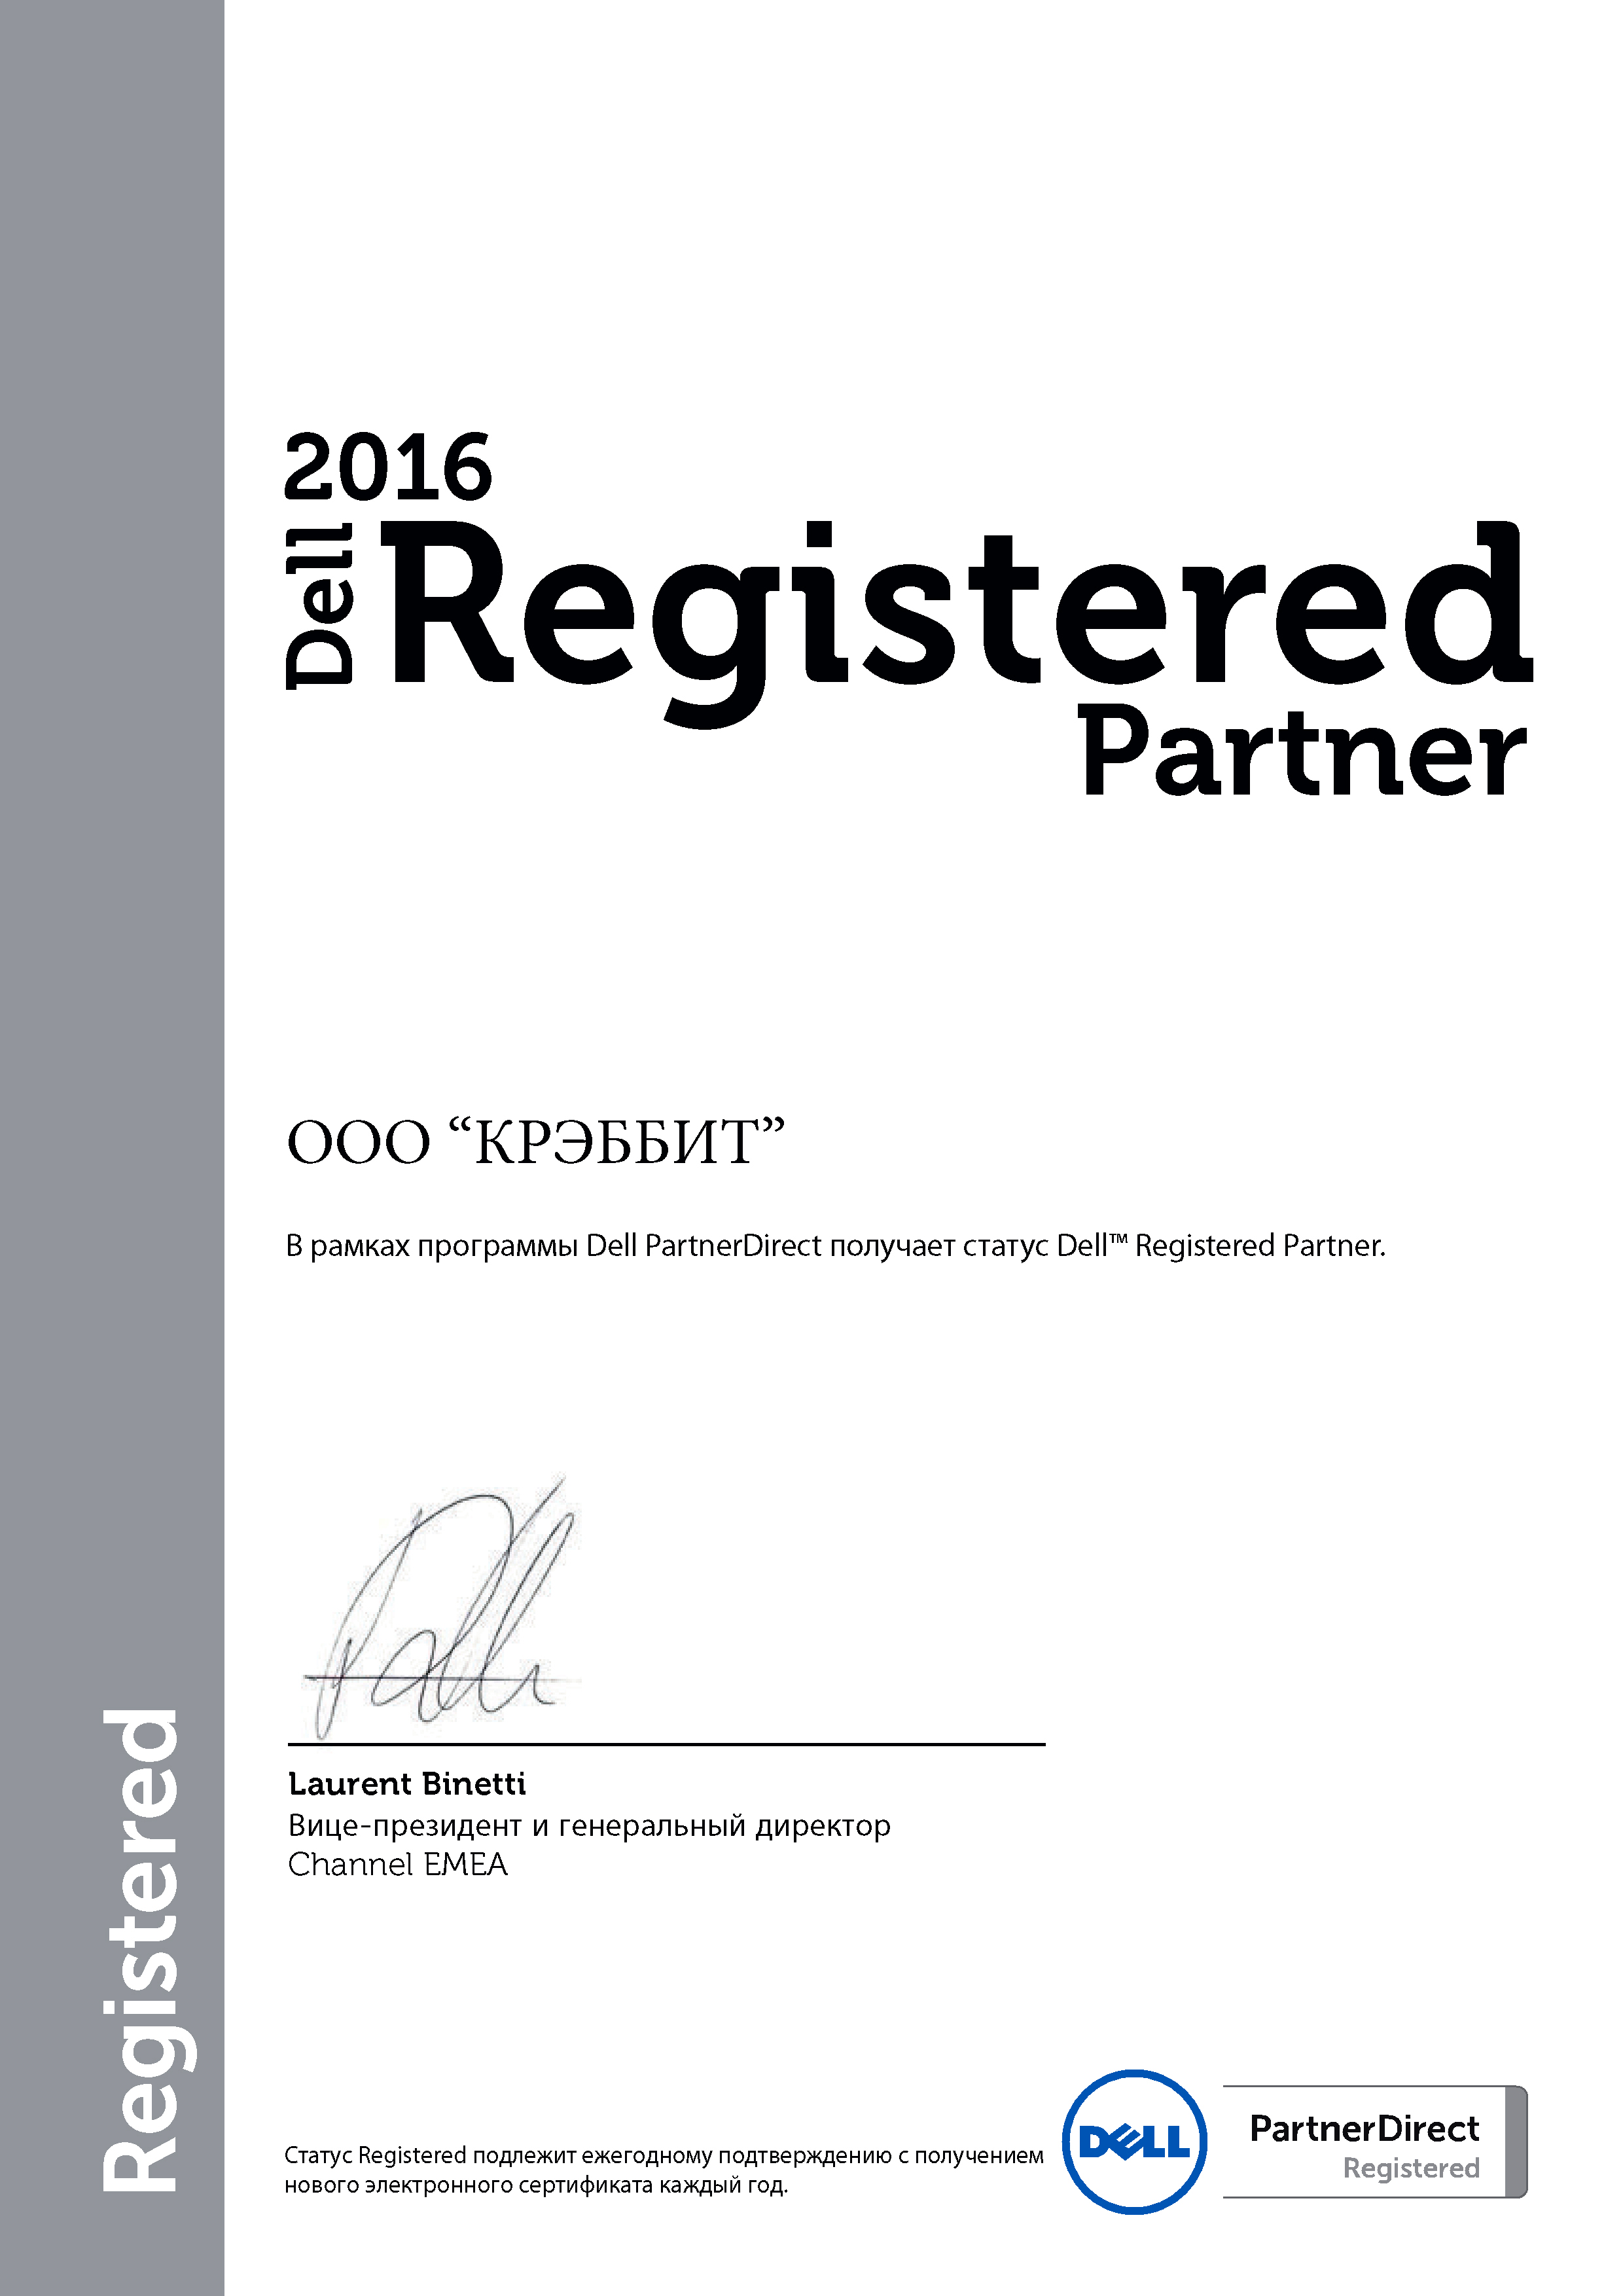 2016
Dell Registered
Partner
ООО “КРЭББИТ”
В рамках программы Dell PartnerDirect получает статус Dell™ Registered Partner.
Laurent Binetti
Вице-президент и генеральный директор
Channel EMEA
Registered
Статус Registered подлежит ежегодному подтверждению с получением
нового электронного сертификата каждый год.
DELL
PartnerDirect
Registered